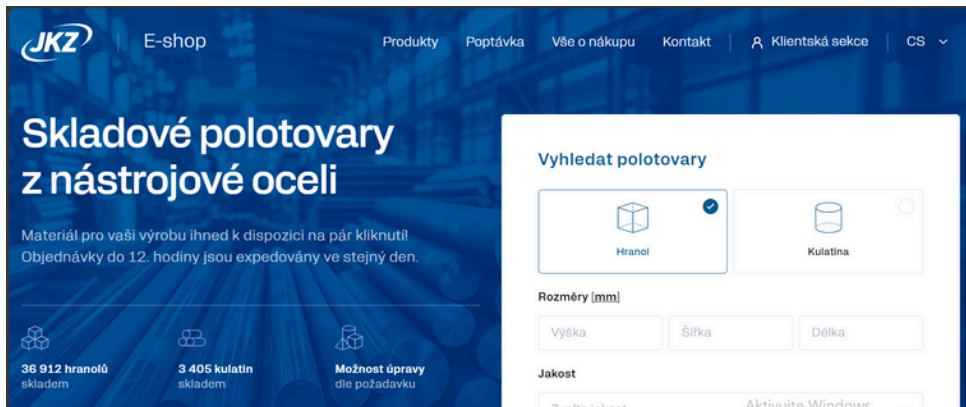 JKZ
E-shop
Produkty
Poptávka
Vše o nákupu
Kontakt
Klientská sekce
CS
Skladové polotovary
z nástrojové oceli
Materiál pro vaši výrobu ihned k dispozici na pár kliknutí!
Objednávky do 12. hodiny jsou expedovány ve stejný den.
36 912 hranolů
skladem
3 405 kulatin
skladem
Možnost úpravy
dle požadavku
Vyhledat polotovary
Hranol
Kulatina
Rozměry [mm]
Výška
Šířka
Délka
Jakost
Aktivujte Windows